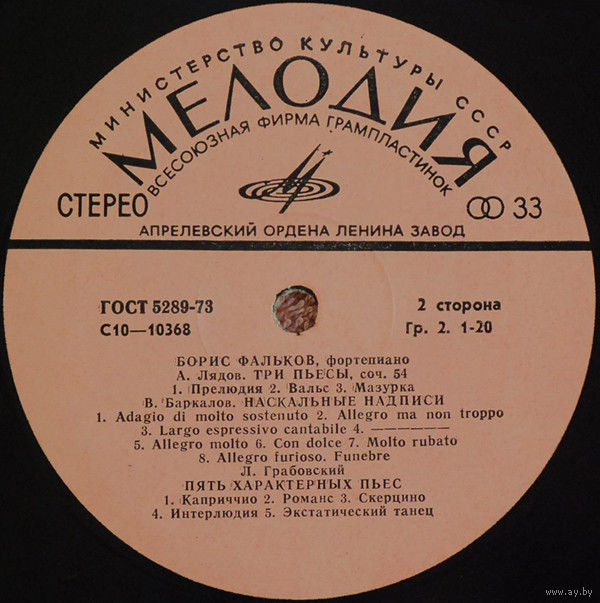 МИНИСТЕРСТВО КУЛЬТУРЫ СССР
МЕЛОДИЯ
ВСЕСОЮЗНАЯ ФИРМА ГРАМПЛАСТИНОК
СТЕРЕО
33
АПРЕЛЕВСКИЙ ОРДЕНА ЛЕНИНА ЗАВОД
ГОСТ 5289-73
2 сторона
С10—10368
Гр. 2. 1-20
БОРИС ФАЛЬКОВ, фортепиано
А. Лядов. ТРИ ПЬЕСЫ, соч. 54
1. Прелюдия 2. Вальс 3. Мазурка
В. Баркалов. НАСКАЛЬНЫЕ НАДПИСИ
1. Adagio di molto sostenuto 2. Allegro ma non troppo
3. Largo espressivo cantabile 4. ——————
5. Allegro molto 6. Con dolce 7. Molto rubato
8. Allegro furioso. Funebre
Л. Грабовский
ПЯТЬ ХАРАКТЕРНЫХ ПЬЕС
1. Каприччио 2. Романс 3. Скерцино
4. Интерлюдия 5. Экстатический танец
www.ay.by